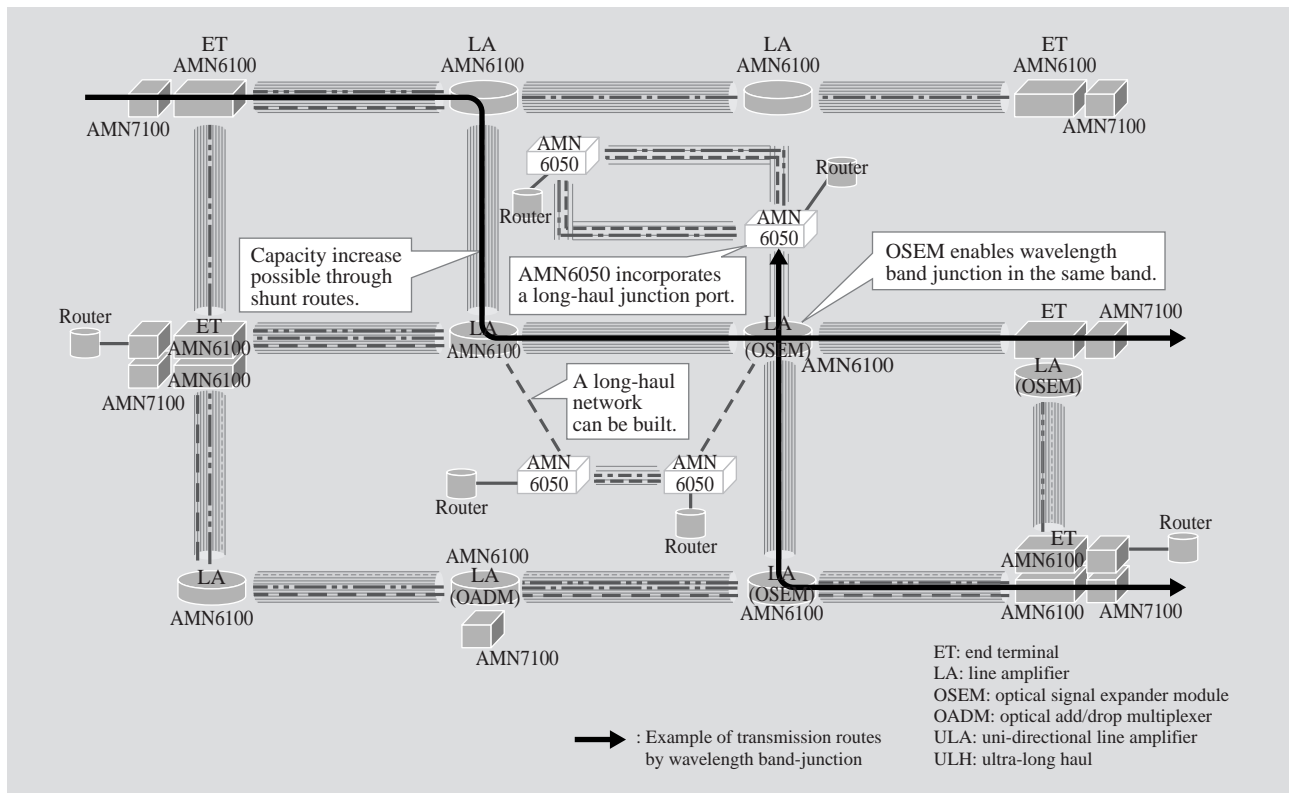 ET
AMN6100
LA
AMN6100
LA
AMN6100
ET
AMN6100
AMN7100
AMN7100
AMN
6050
Router
Router
AMN
6050
Capacity increase
possible through
shunt routes.
AMN6050 incorporates
a long-haul junction port.
OSEM enables wavelength
band junction in the same band.
Router
ET
AMN6100
AMN6100
AMN7100
LA
AMN6100
LA
(OSEM)
AMN6100
AMN7100
LA
(OSEM)
A long-haul
network
can be built.
AMN
6050
AMN
6050
Router
Router
Router
ET
AMN6100
AMN6100
AMN7100
LA
AMN6100
AMN6100
LA
(OADM)
AMN7100
LA
(OSEM)
AMN6100
ET: end terminal
LA: line amplifier
OSEM: optical signal expander module
OADM: optical add/drop multiplexer
ULA: uni-directional line amplifier
ULH: ultra-long haul
: Example of transmission routes
by wavelength band-junction